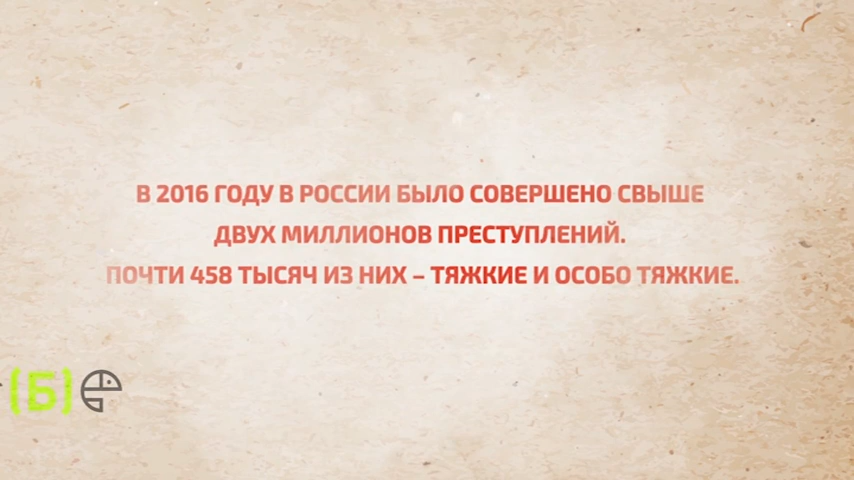 В 2016 ГОДУ В РОССИИ БЫЛО СОВЕРШЕНО СВЫШЕ
ДВУХ МИЛЛИОНОВ ПРЕСТУПЛЕНИЙ.
ПОЧТИ 458 ТЫСЯЧ ИЗ НИХ – ТЯЖКИЕ И ОСОБО ТЯЖКИЕ.
(Б)